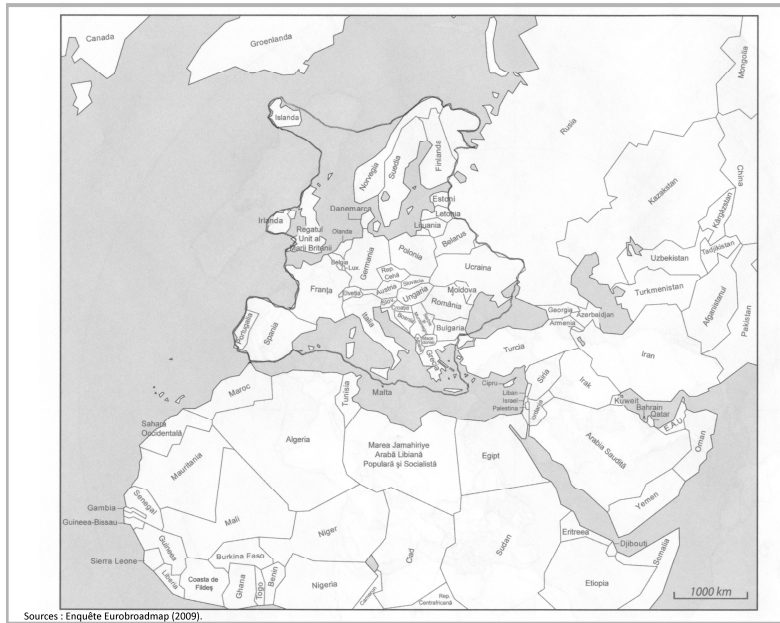 Canada
Groenlanda
Mongolia
Islanda
Rusia
Norvegia
Suedia
Finlanda
China
Kazakstan
Estoni
Danemarca
Letonia
Irlanda
Lituania
Regatul
Unit al
Marii Britanii
Olanda
Kârgâzstan
Belarus
Belgia
Lux.
Germania
Polonia
Uzbekistan
Tadjikistan
Rep.
Cehă
Slovacia
Ucraina
Turkmenistan
Franța
Elveția
Austria
Ungaria
Moldova
Slov.
Croația
România
Georgia
Azerbaidjan
Afganistanul
Pakistan
Bosnia
Armenia
Italia
Bulgaria
Portugalia
Spania
Grecia
Turcia
Iran
Malta
Cipru
Siria
Irak
Maroc
Tunisia
Liban
Israel
Palestina
Iordania
Kuweit
Bahrain
Qatar
E.A.U.
Sahara
Occidentală
Algeria
Marea Jamahiriye
Arabă Libiană
Populară și Socialistă
Egipt
Arabia Saudită
Oman
Mauritania
Yemen
Senegal
Gambia
Guineea-Bissau
Mali
Niger
Eritreea
Guineea
Ciad
Sudan
Djibouti
Sierra Leone
Burkina Faso
Somalia
Liberia
Coasta de
Fildeș
Ghana
Togo
Benin
Nigeria
Camerun
Rep.
Centrafricană
Etiopia
1000 km
Sources : Enquête Eurobroadmap (2009).